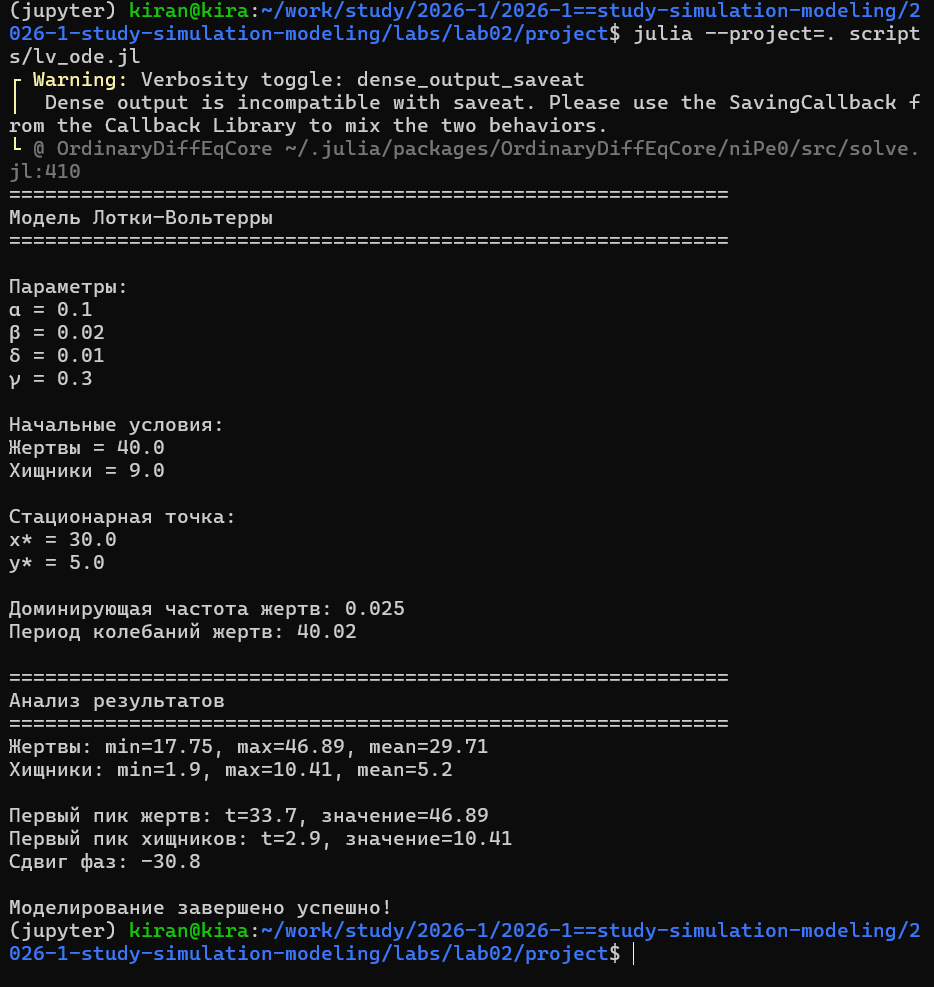 (jupyter) kiran@kira:~/work/study/2026-1/2026-1==study-simulation-modeling/2
026-1-study-simulation-modeling/labs/lab02/project$ julia --project=. script
s/lv_ode.jl
┌ Warning: Verbosity toggle: dense_output_saveat
│  Dense output is incompatible with saveat. Please use the SavingCallback f
rom the Callback Library to mix the two behaviors.
└ @ OrdinaryDiffEqCore ~/.julia/packages/OrdinaryDiffEqCore/niPe0/src/solve.
jl:410
============================================================
Модель Лотки-Вольтерры
============================================================
Параметры:
α = 0.1
β = 0.02
δ = 0.01
γ = 0.3
Начальные условия:
Жертвы = 40.0
Хищники = 9.0
Стационарная точка:
x* = 30.0
y* = 5.0
Доминирующая частота жертв: 0.025
Период колебаний жертв: 40.02
============================================================
Анализ результатов
============================================================
Жертвы: min=17.75, max=46.89, mean=29.71
Хищники: min=1.9, max=10.41, mean=5.2
Первый пик жертв: t=33.7, значение=46.89
Первый пик хищников: t=2.9, значение=10.41
Сдвиг фаз: -30.8
Моделирование завершено успешно!
(jupyter) kiran@kira:~/work/study/2026-1/2026-1==study-simulation-modeling/2
026-1-study-simulation-modeling/labs/lab02/project$